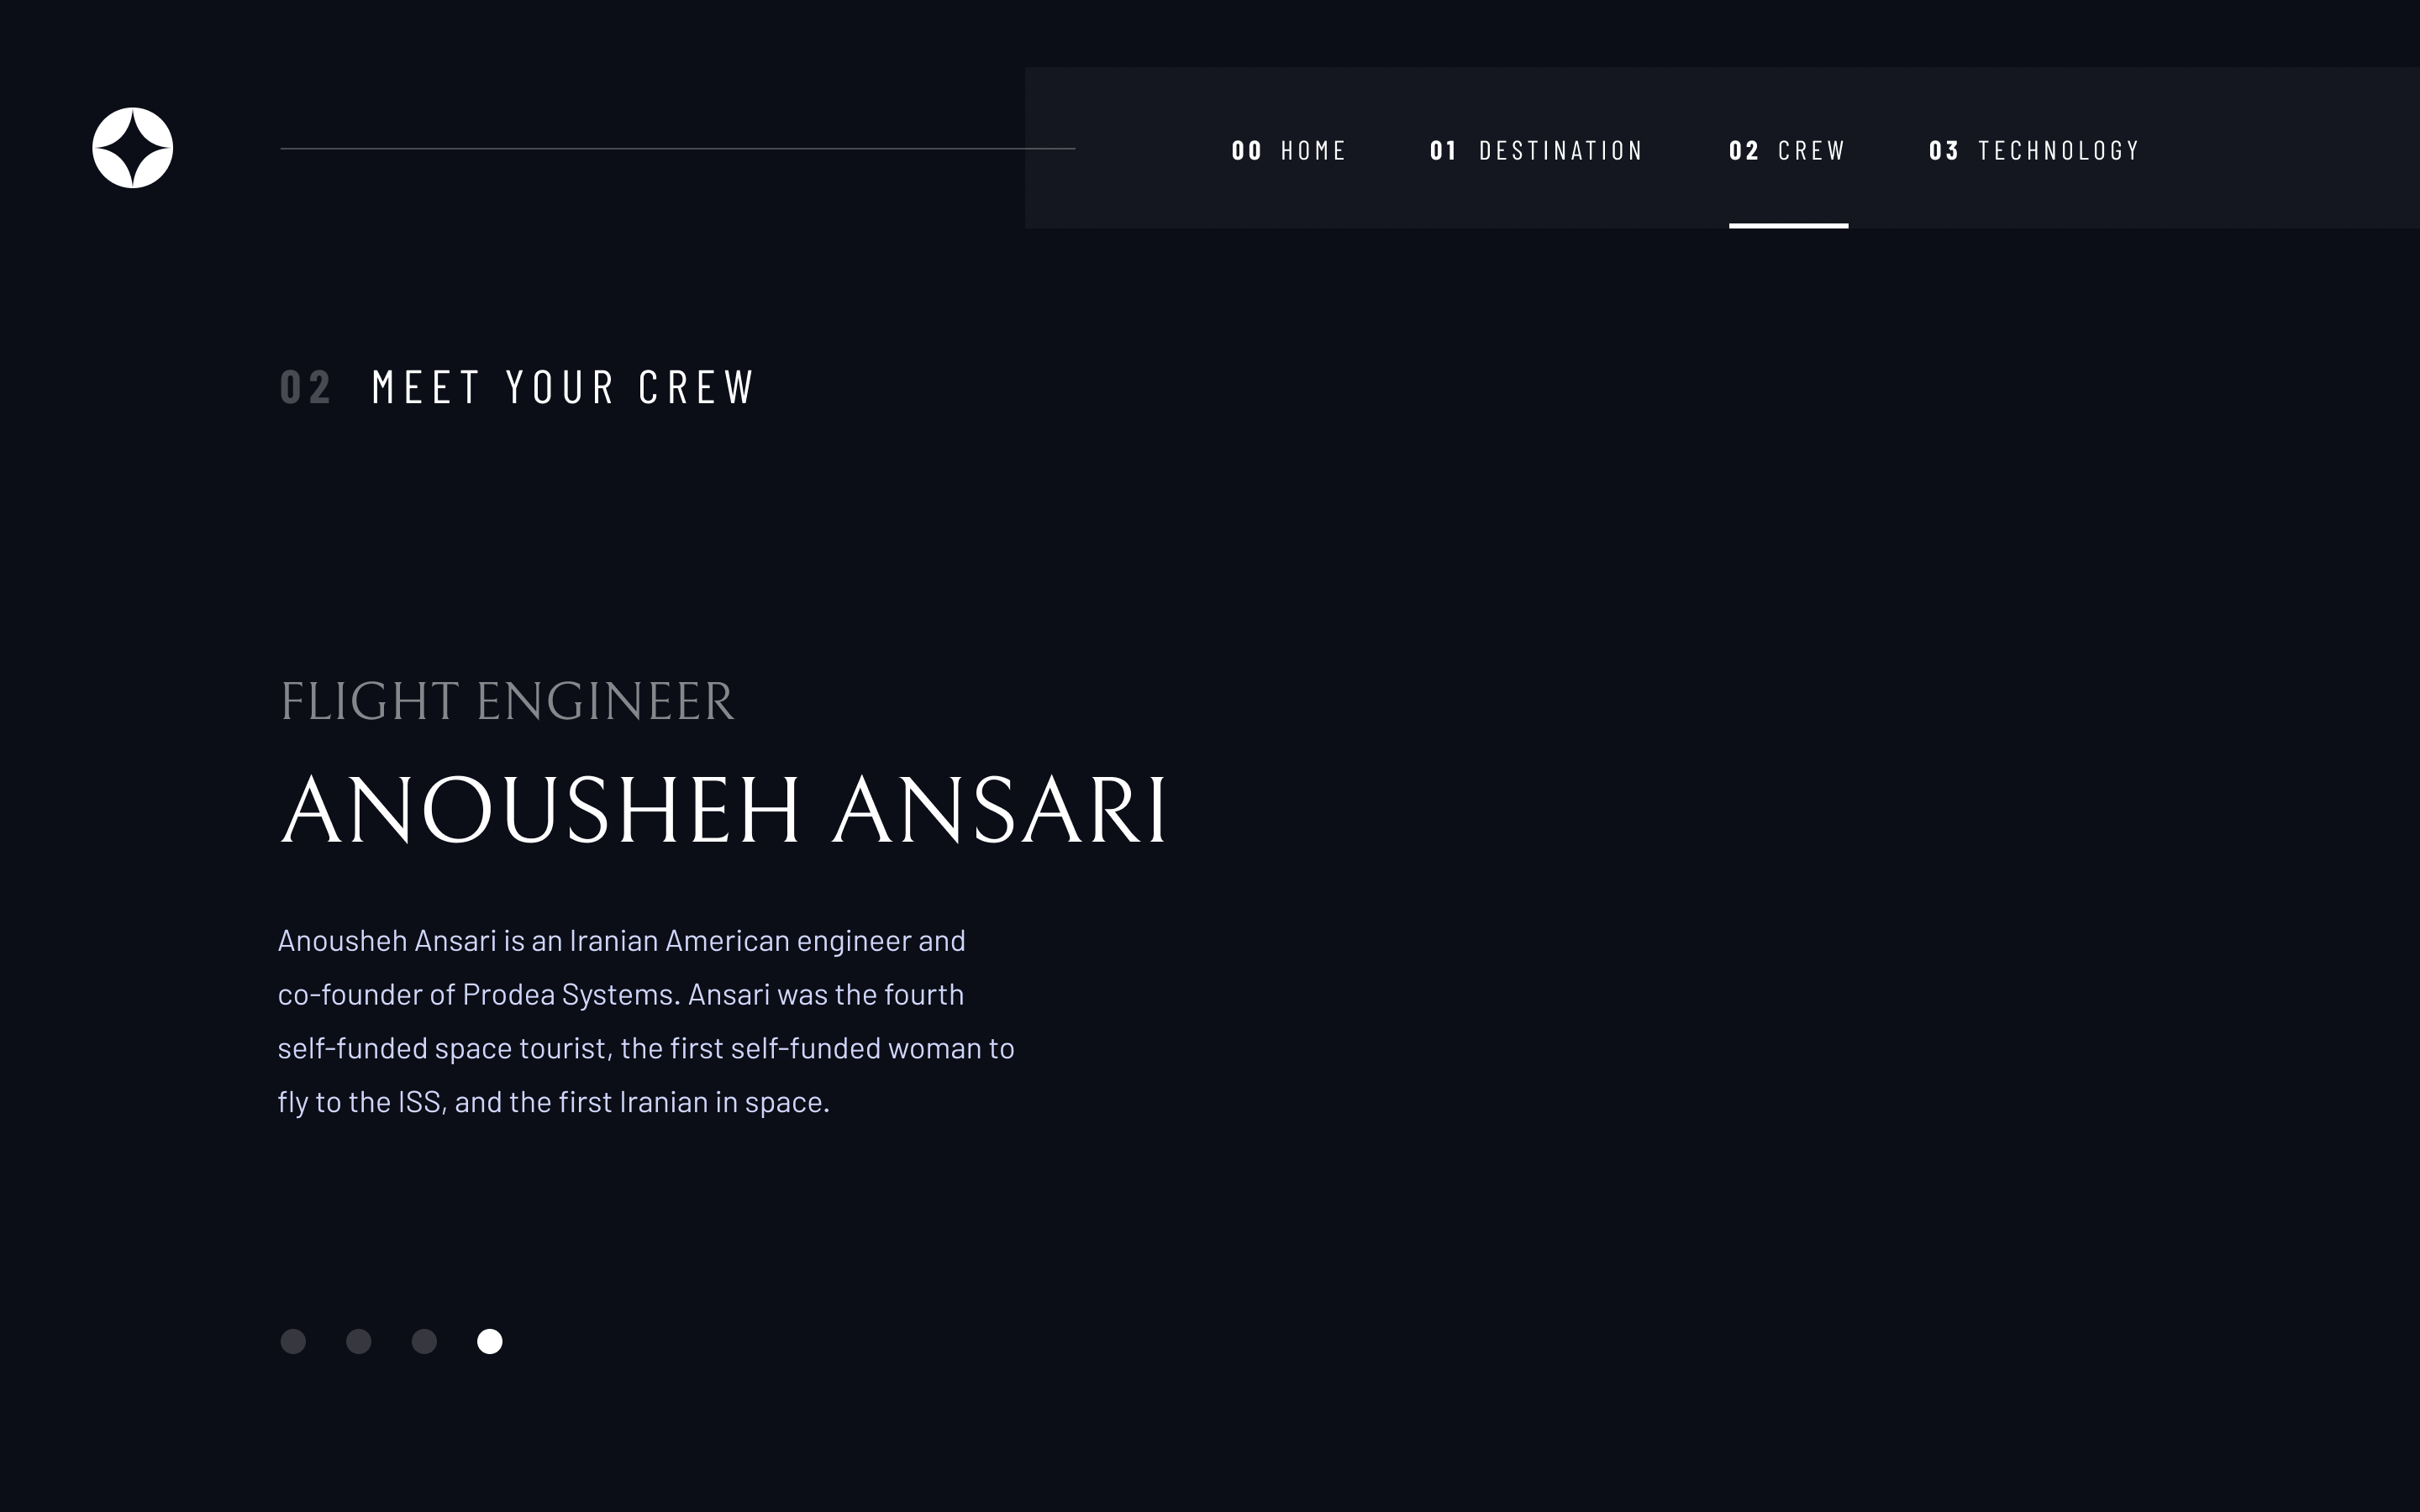 00 HOME 01 DESTINATION 02 CREW 03 TECHNOLOGY
02 MEET YOUR CREW
FLIGHT ENGINEER
ANOUSHEH ANSARI
Anousheh Ansari is an Iranian American engineer and
co-founder of Prodea Systems. Ansari was the fourth
self-funded space tourist, the first self-funded woman to
fly to the ISS, and the first Iranian in space.